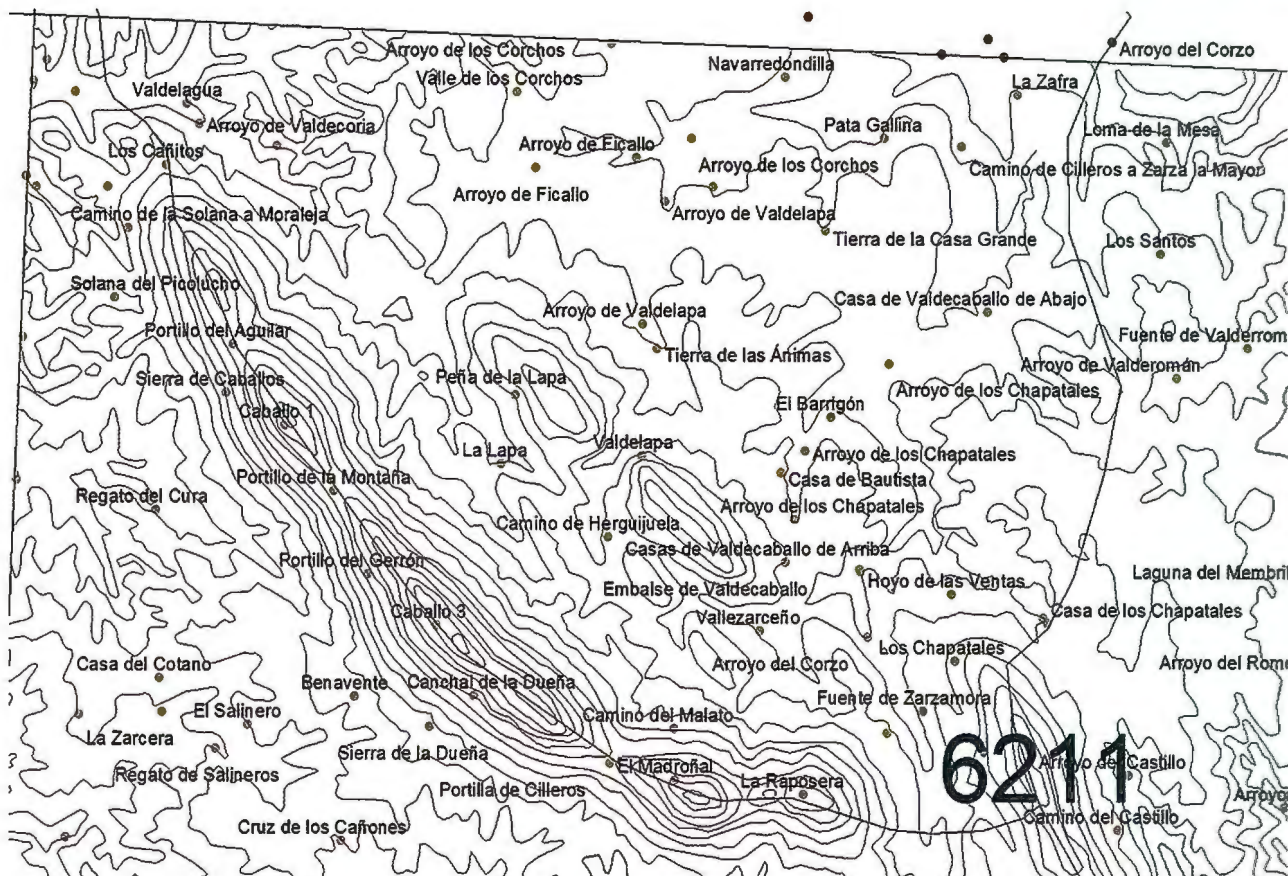 Arroyo de los Corchos
Arroyo del Corzo
Navarredondilla
Valle de los Corchos
La Zafra
Valdelagua
Arroyo de Valdecoria
Pata Gallina
Loma de la Mesa
Los Cañitos
Arroyo de Ficallo
Arroyo de los Corchos
Camino de Cilleros a Zarza la Mayor
Arroyo de Ficallo
Camino de la Solana a Moraleja
Arroyo de Valdelapa
Tierra de la Casa Grande
Los Santos
Solana del Picolucho
Casa de Valdecaballo de Abajo
Arroyo de Valdelapa
Portillo del Aguilar
Fuente de Valderrom
Tierra de las Ánimas
Arroyo de Valderomán
Sierra de Caballos
Peña de la Lapa
Arroyo de los Chapatales
Caballo 1
El Barrigón
La Lapa
Valdelapa
Arroyo de los Chapatales
Portillo de la Montaña
Casa de Bautista
Regato del Cura
Arroyo de los Chapatales
Camino de Herguijuela
Casas de Valdecaballo de Arriba
Portillo del Gerrón
Hoyo de las Ventas
Laguna del Membril
Embalse de Valdecaballo
Caballo 3
Vallezarceño
Casa de los Chapatales
Los Chapatales
Casa del Cotano
Arroyo del Corzo
Arroyo del Rome
Benavente
Canchal de la Dueña
Fuente de Zarzamora
El Salinero
Camino del Malato
La Zarcera
Sierra de la Dueña
6211
Arroyo del Castillo
Regato de Salineros
El Madroñal
La Raposera
Portilla de Cilleros
Arroyo
Cruz de los Cañones
Camino del Castillo